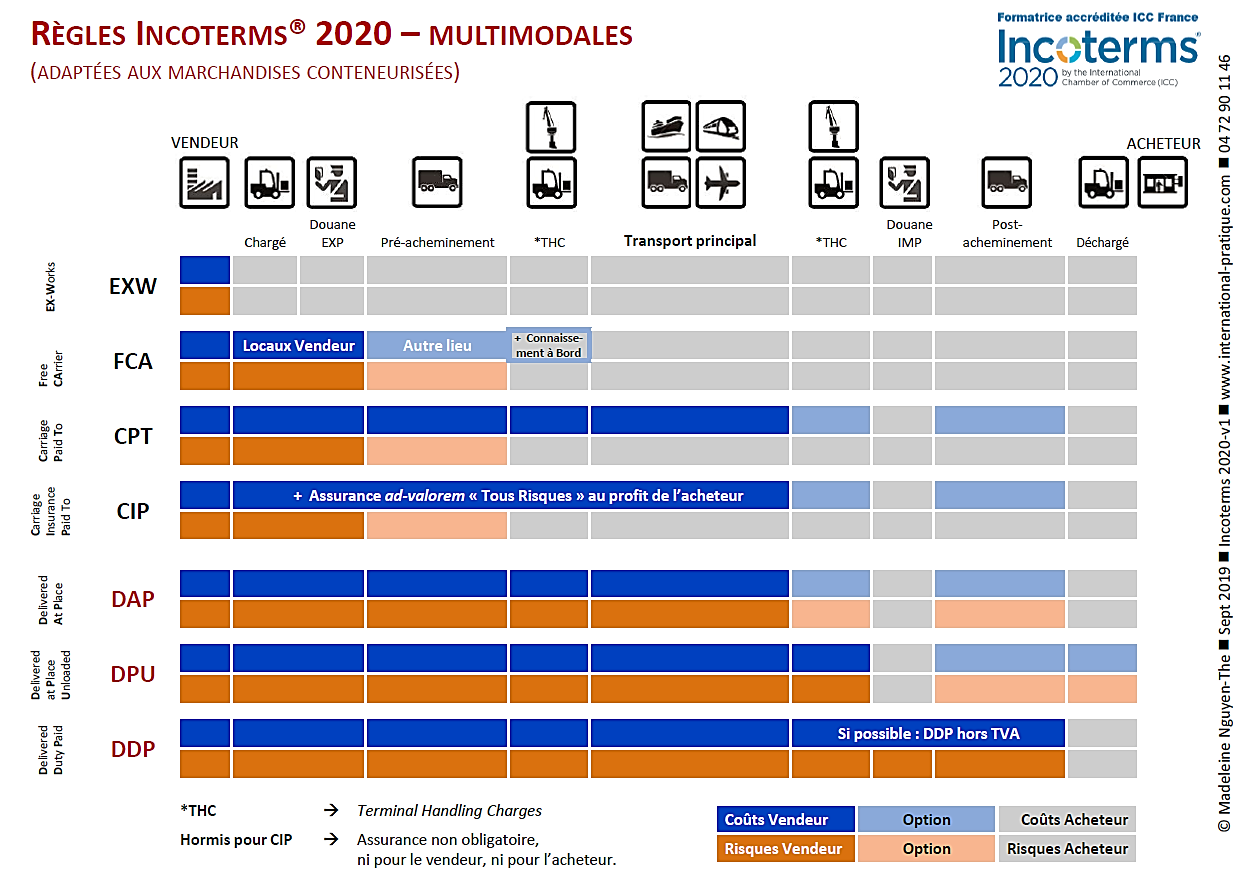 RÈGLES INCOTERMS® 2020 – MULTIMODALES
(ADAPTÉES AUX MARCHANDISES CONTENEURISÉES)
Formatrice accréditée ICC France
Incoterms®
2020
by the International
Chamber of Commerce (ICC)
VENDEUR
ACHETEUR
Chargé
Douane
EXP
Pré-acheminement
*THC
Transport principal
*THC
Douane
IMP
Post-
acheminement
Déchargé
EX-Works
EXW
Free
CArrier
FCA
Locaux Vendeur
Autre lieu
+ Connaisse-
ment à Bord
Carriage
Paid To
CPT
Carriage
Insurance
Paid To
CIP
+ Assurance ad-valorem « Tous Risques » au profit de l’acheteur
Delivered
At Place
DAP
Delivered
at Place
Unloaded
DPU
Delivered
Duty Paid
DDP
Si possible : DDP hors TVA
*THC → Terminal Handling Charges
Hormis pour CIP → Assurance non obligatoire,
ni pour le vendeur, ni pour l’acheteur.
Coûts Vendeur
Option
Coûts Acheteur
Risques Vendeur
Option
Risques Acheteur
© Madeleine Nguyen-The ■ Sept 2019 ■ Incoterms 2020-v1 ■ www.international-pratique.com ■ 04 72 90 11 46